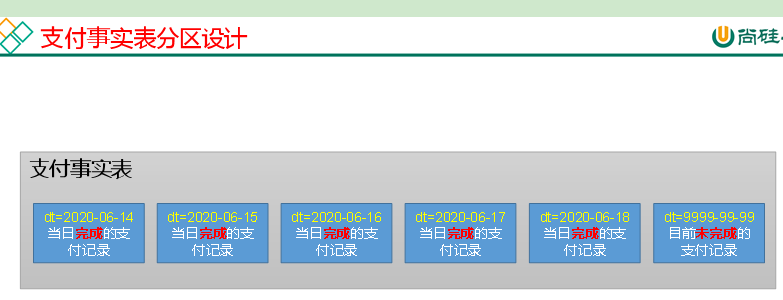 支付事实表分区设计
尚硅
支付事实表
dt=2020-06-14
当日完成的支
付记录
dt=2020-06-15
当日完成的支
付记录
dt=2020-06-16
当日完成的支
付记录
dt=2020-06-17
当日完成的支
付记录
dt=2020-06-18
当日完成的支
付记录
dt=9999-99-99
目前未完成的
支付记录